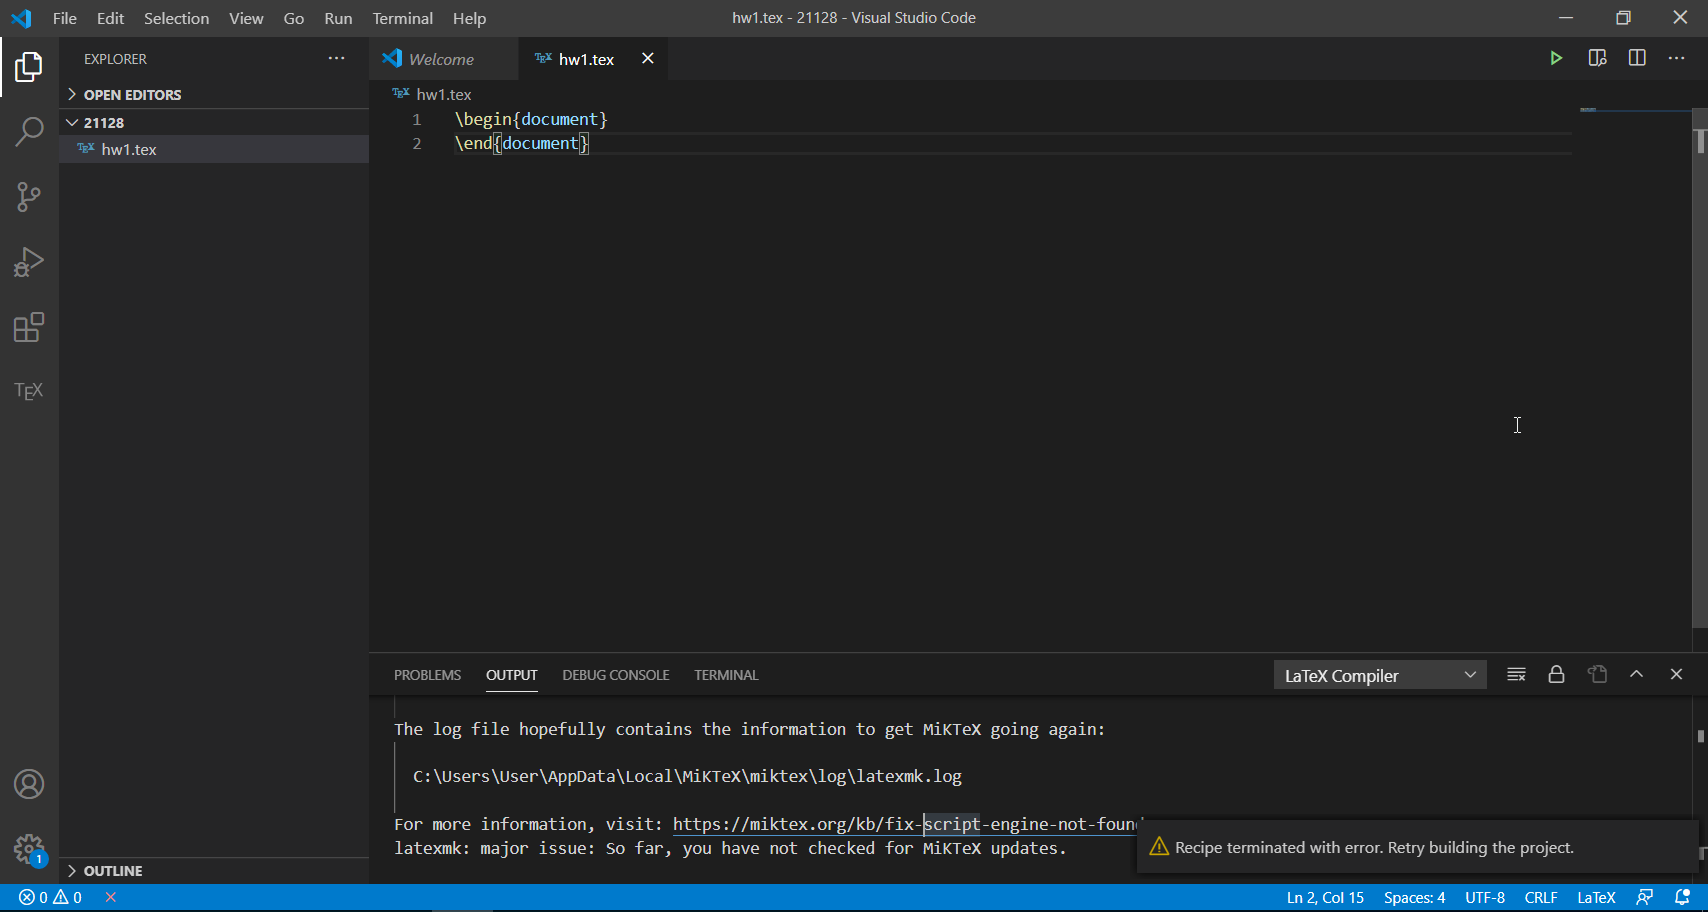 File Edit Selection View Go Run Terminal Help
hw1.tex - 21128 - Visual Studio Code
EXPLORER
OPEN EDITORS
21128
TEX hw1.tex
OUTLINE
Welcome
TEX hw1.tex
TEX hw1.tex
1 \begin{document}
2 \end{document}
TEX
1
PROBLEMS OUTPUT DEBUG CONSOLE TERMINAL
LaTeX Compiler
The log file hopefully contains the information to get MiKTeX going again:
C:\Users\User\AppData\Local\MiKTeX\miktex\log\latexmk.log
For more information, visit: https://miktex.org/kb/fix-script-engine-not-foun
latexmk: major issue: So far, you have not checked for MiKTeX updates.
Recipe terminated with error. Retry building the project.
0 0
Ln 2, Col 15 Spaces: 4 UTF-8 CRLF LaTeX